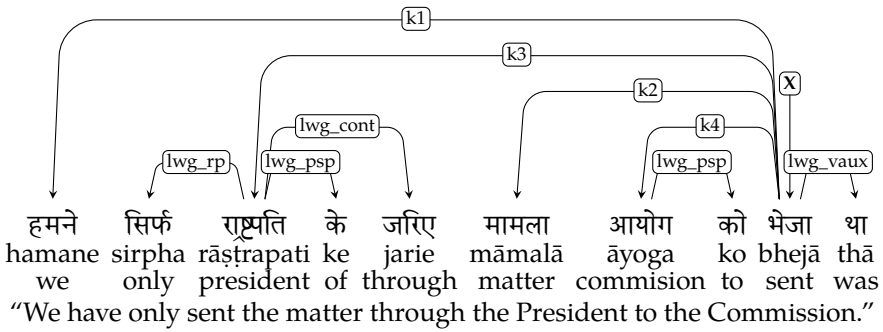 k1
k3
X
k2
lwg_cont k4
lwg_rp lwg_psp lwg_psp lwg_vaux
हमने सिर्फ राष्ट्रपति के जरिए मामला आयोग को भेजा था
hamane sirpha rāṣṭrapati ke jarie māmalā āyoga ko bhejā thā
we only president of through matter commision to sent was
“We have only sent the matter through the President to the Commission.”